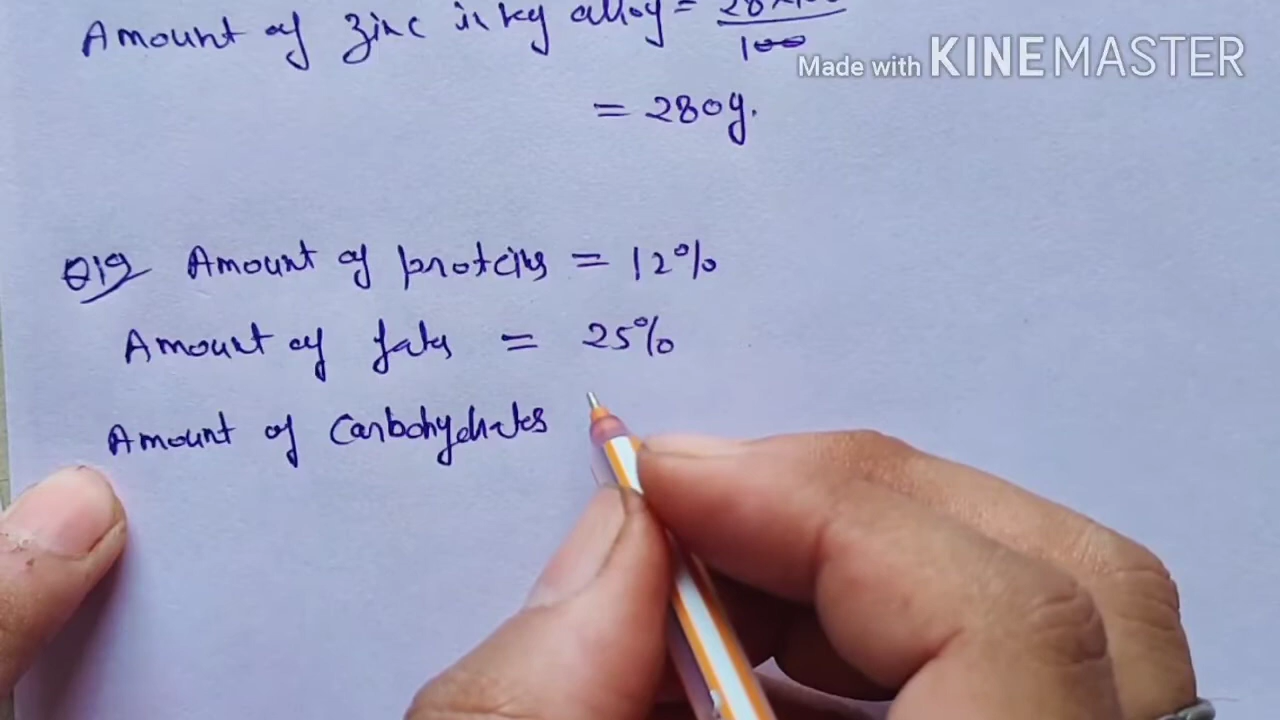 Amount of zinc in 1kg alloy =
100
Made with KINEMASTER
= 280g.
Q19 Amount of proteins = 12%
Amount of fats = 25%
Amount of Carbohydrates